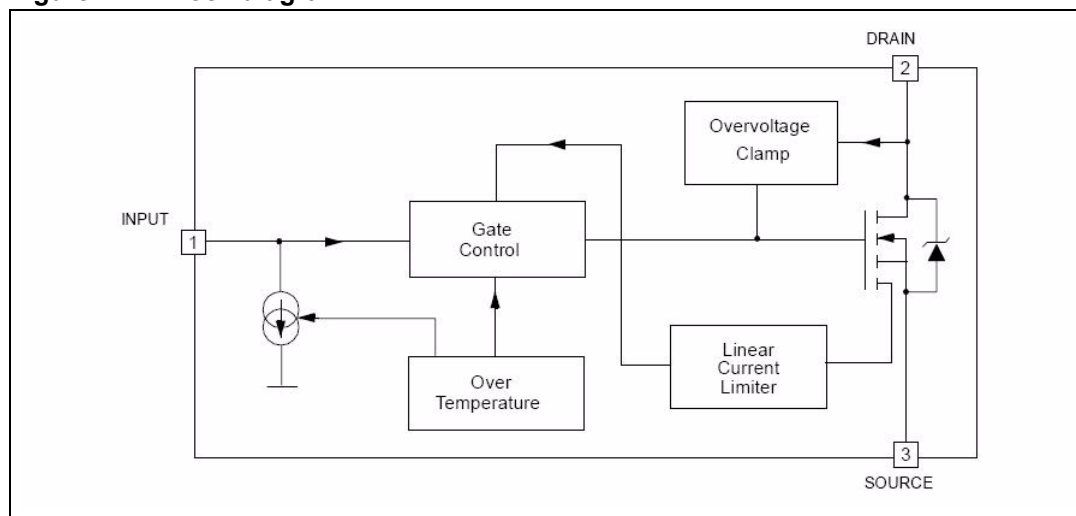 DRAIN
2
Overvoltage
Clamp
INPUT
1
Gate
Control
Linear
Current
Limiter
Over
Temperature
3
SOURCE